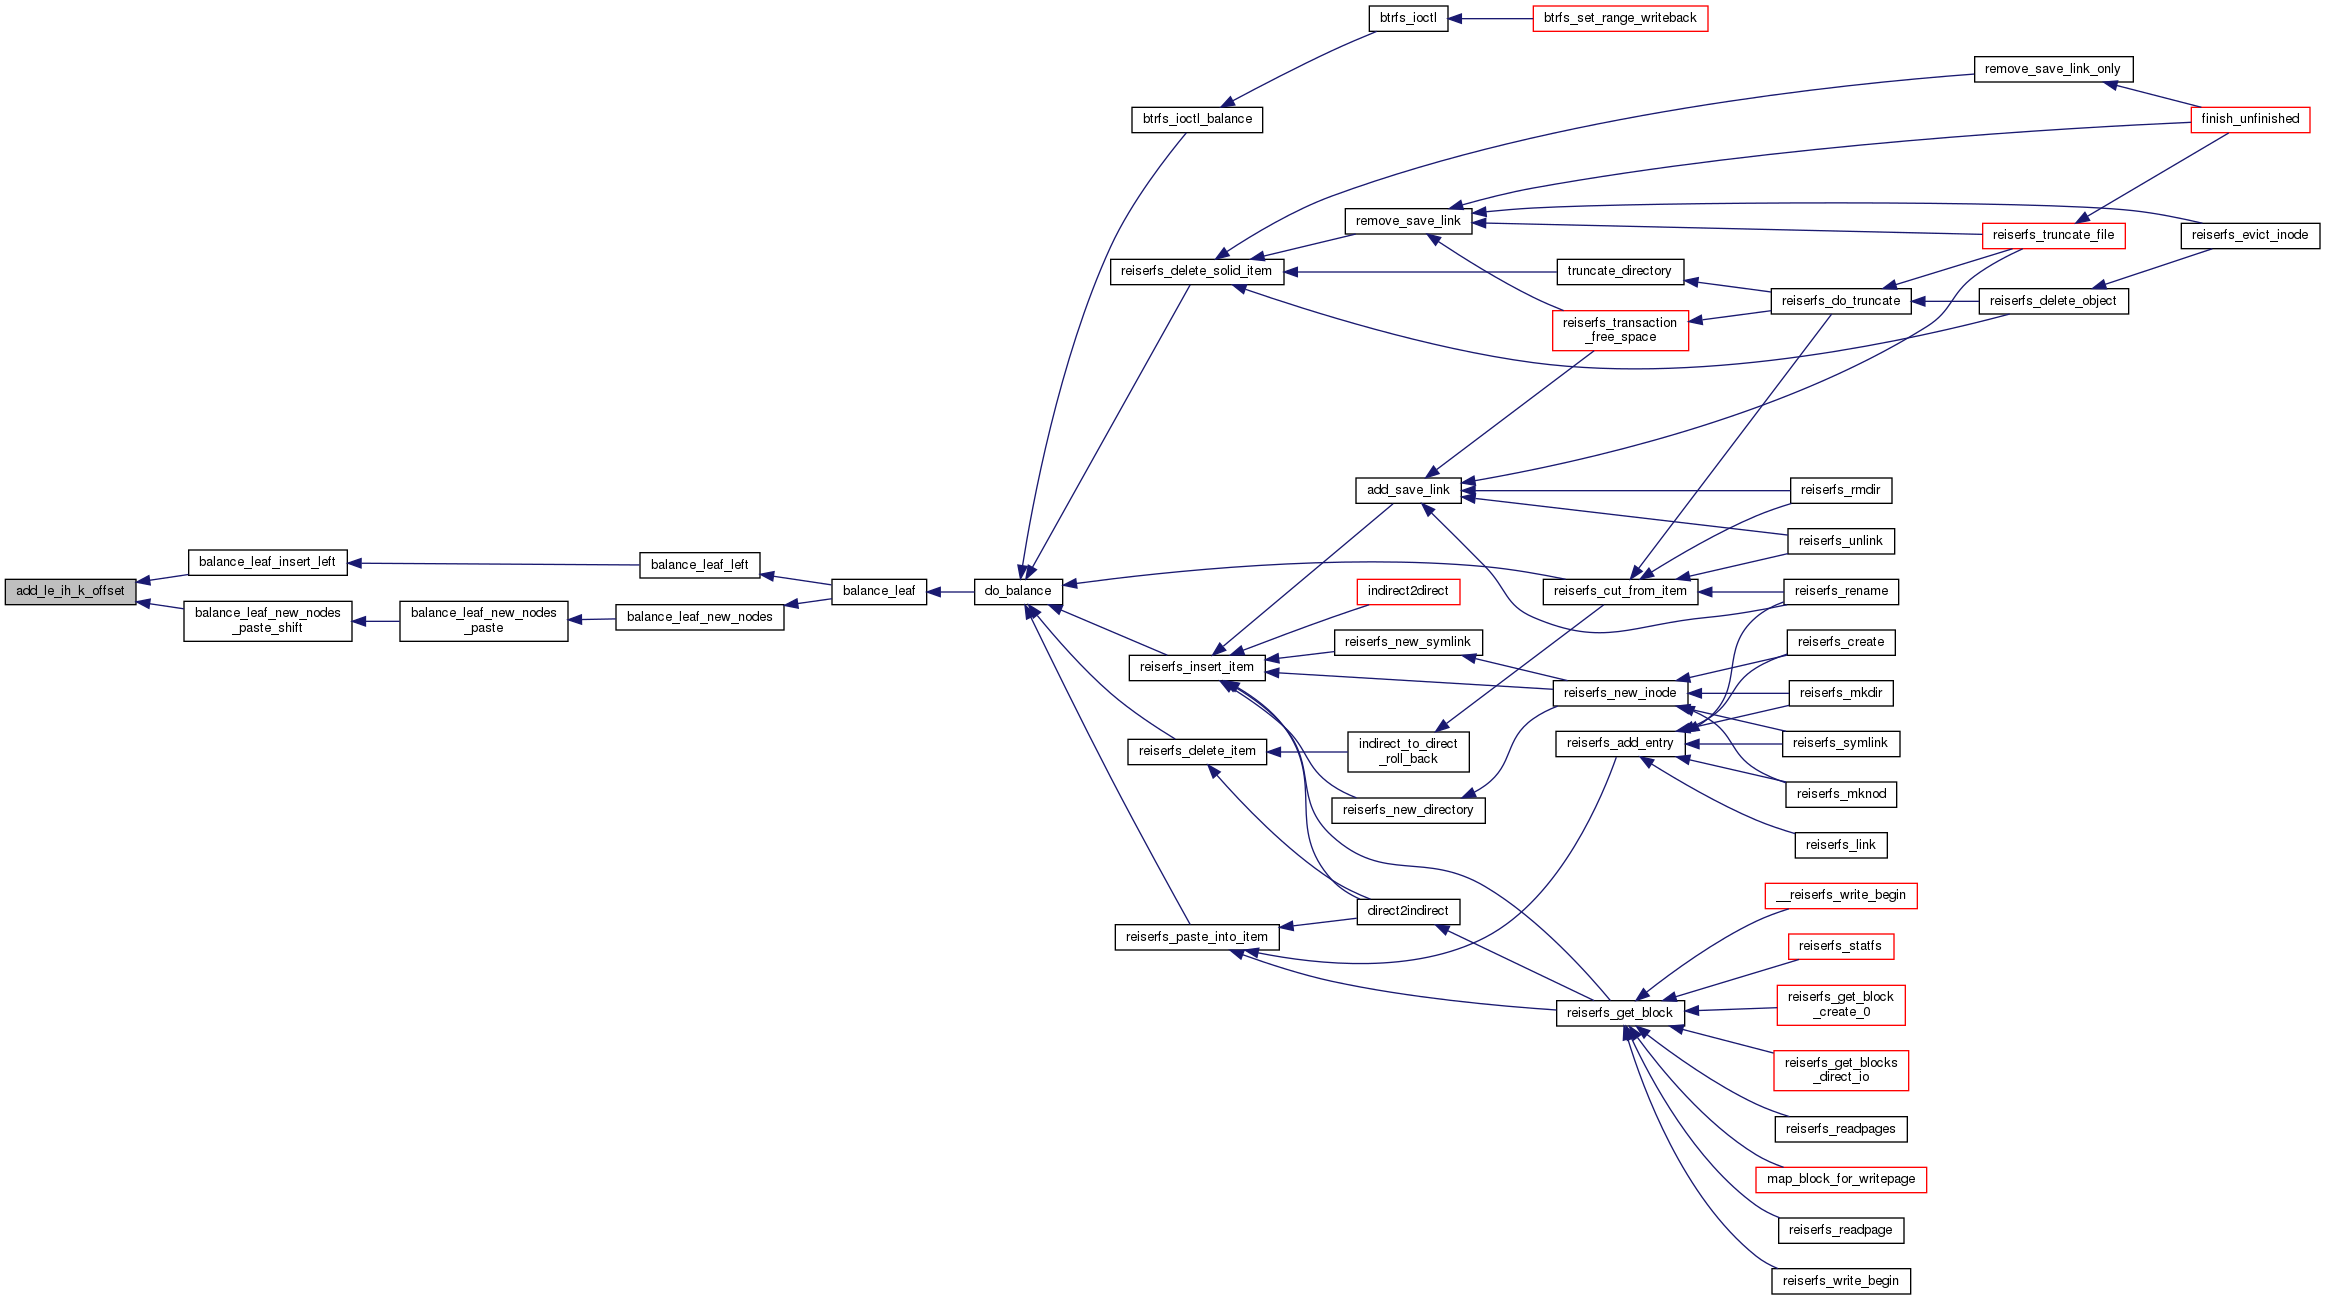 btrfs_ioctl
btrfs_set_range_writeback
remove_save_link_only
btrfs_ioctl_balance
finish_unfinished
remove_save_link
reiserfs_truncate_file
reiserfs_evict_inode
reiserfs_delete_solid_item
truncate_directory
reiserfs_do_truncate
reiserfs_delete_object
reiserfs_transaction
_free_space
add_save_link
reiserfs_rmdir
reiserfs_unlink
balance_leaf_insert_left
balance_leaf_left
add_le_ih_k_offset
balance_leaf
do_balance
indirect2direct
reiserfs_cut_from_item
reiserfs_rename
balance_leaf_new_nodes
_paste_shift
balance_leaf_new_nodes
_paste
balance_leaf_new_nodes
reiserfs_new_symlink
reiserfs_create
reiserfs_insert_item
reiserfs_new_inode
reiserfs_mkdir
reiserfs_delete_item
indirect_to_direct
_roll_back
reiserfs_add_entry
reiserfs_symlink
reiserfs_new_directory
reiserfs_mknod
reiserfs_link
__reiserfs_write_begin
direct2indirect
reiserfs_paste_into_item
reiserfs_statfs
reiserfs_get_block
reiserfs_get_block
_create_0
reiserfs_get_blocks
_direct_io
reiserfs_readpages
map_block_for_writepage
reiserfs_readpage
reiserfs_write_begin